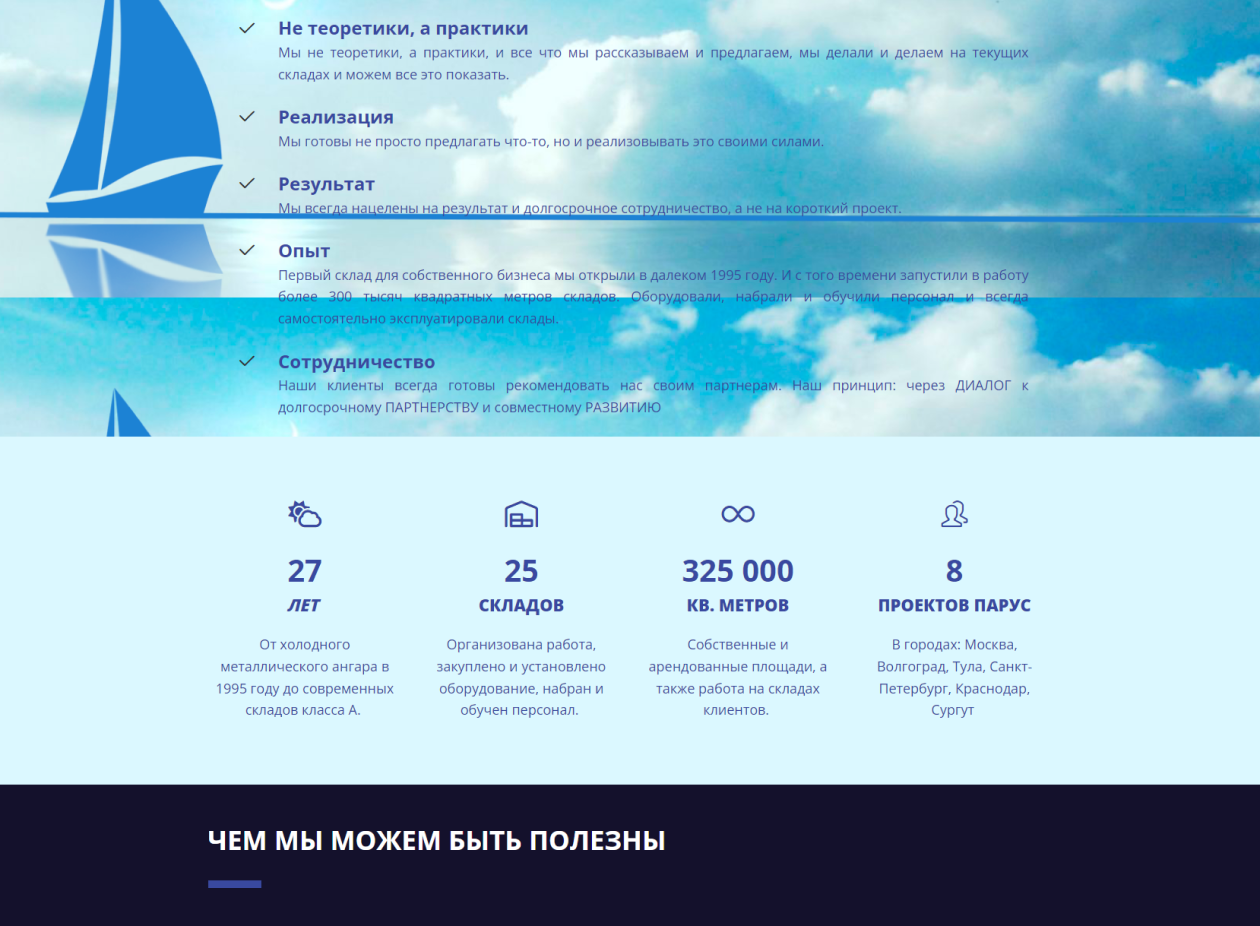 Не теоретики, а практики
Мы не теоретики, а практики, и все что мы рассказываем и предлагаем, мы делали и делаем на текущих
складах и можем все это показать.
Реализация
Мы готовы не просто предлагать что-то, но и реализовывать это своими силами.
Результат
Мы всегда нацелены на результат и долгосрочное сотрудничество, а не на короткий проект.
Опыт
Первый склад для собственного бизнеса мы открыли в далеком 1995 году. И с того времени запустили в работу
более 300 тысяч квадратных метров складов. Оборудовали, набрали и обучили персонал и всегда
самостоятельно эксплуатировали склады.
Сотрудничество
Наши клиенты всегда готовы рекомендовать нас своим партнерам. Наш принцип: через ДИАЛОГ к
долгосрочному ПАРТНЕРСТВУ и совместному РАЗВИТИЮ
27
ЛЕТ
От холодного
металлического ангара в
1995 году до современных
складов класса А.
25
СКЛАДОВ
Организована работа,
закуплено и установлено
оборудование, набран и
обучен персонал.
325 000
КВ. МЕТРОВ
Собственные и
арендованные площади, а
также работа на складах
клиентов.
8
ПРОЕКТОВ ПАРУС
В городах: Москва,
Волгоград, Тула, Санкт-
Петербург, Краснодар,
Сургут
ЧЕМ МЫ МОЖЕМ БЫТЬ ПОЛЕЗНЫ